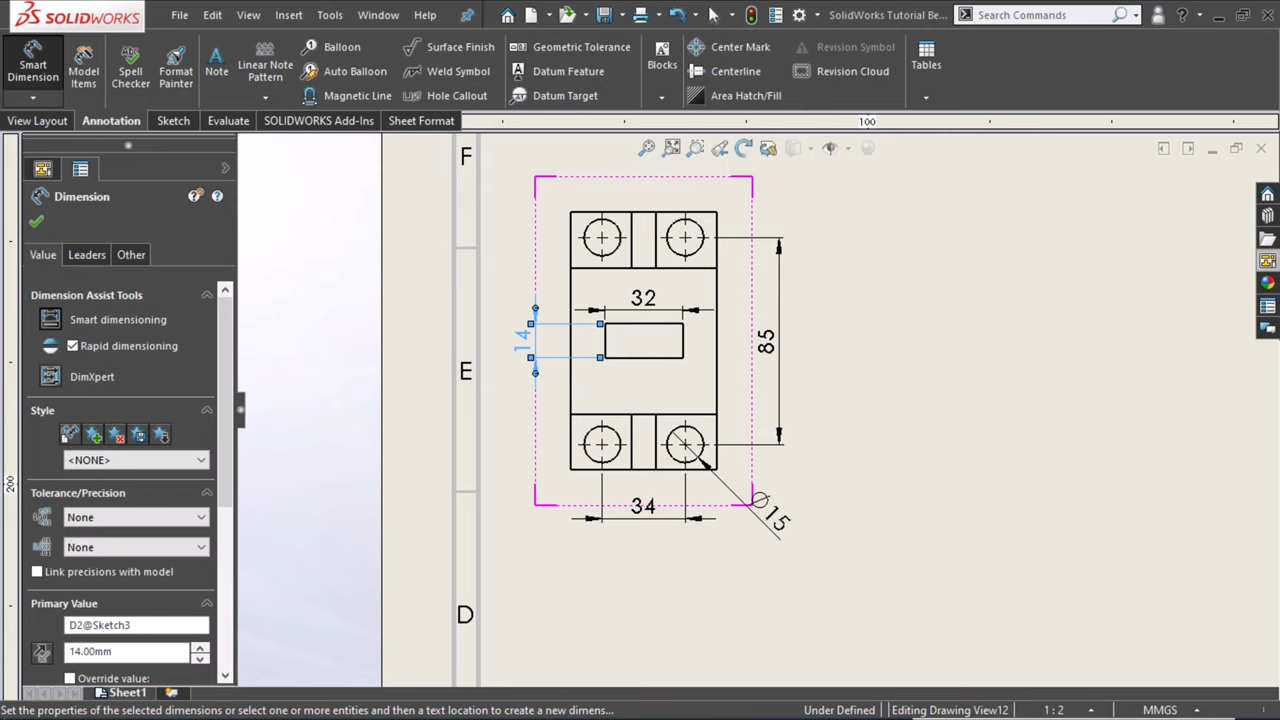 SOLIDWORKS
File Edit View Insert Tools Window Help
SolidWorks Tutorial Be...
Search Commands
?
Smart
Dimension
Model
Items
Spell
Checker
Format
Painter
Note
Linear Note
Pattern
Balloon
Auto Balloon
Magnetic Line
Surface Finish
Weld Symbol
Hole Callout
Geometric Tolerance
Datum Feature
Datum Target
Blocks
Center Mark
Centerline
Area Hatch/Fill
Revision Symbol
Revision Cloud
Tables
View Layout Annotation Sketch Evaluate SOLIDWORKS Add-Ins Sheet Format
100
200
Dimension
Value Leaders Other
Dimension Assist Tools
Smart dimensioning
Rapid dimensioning
DimXpert
Style
<NONE>
Tolerance/Precision
None
None
Link precisions with model
Primary Value
D2@Sketch3
14.00mm
Override value:
F
E
D
32
14
85
34
Ø15
Sheet1
Set the properties of the selected dimensions or select one or more entities and then a text location to create a new dimens...
Under Defined Editing Drawing View12 1 : 2 MMGS